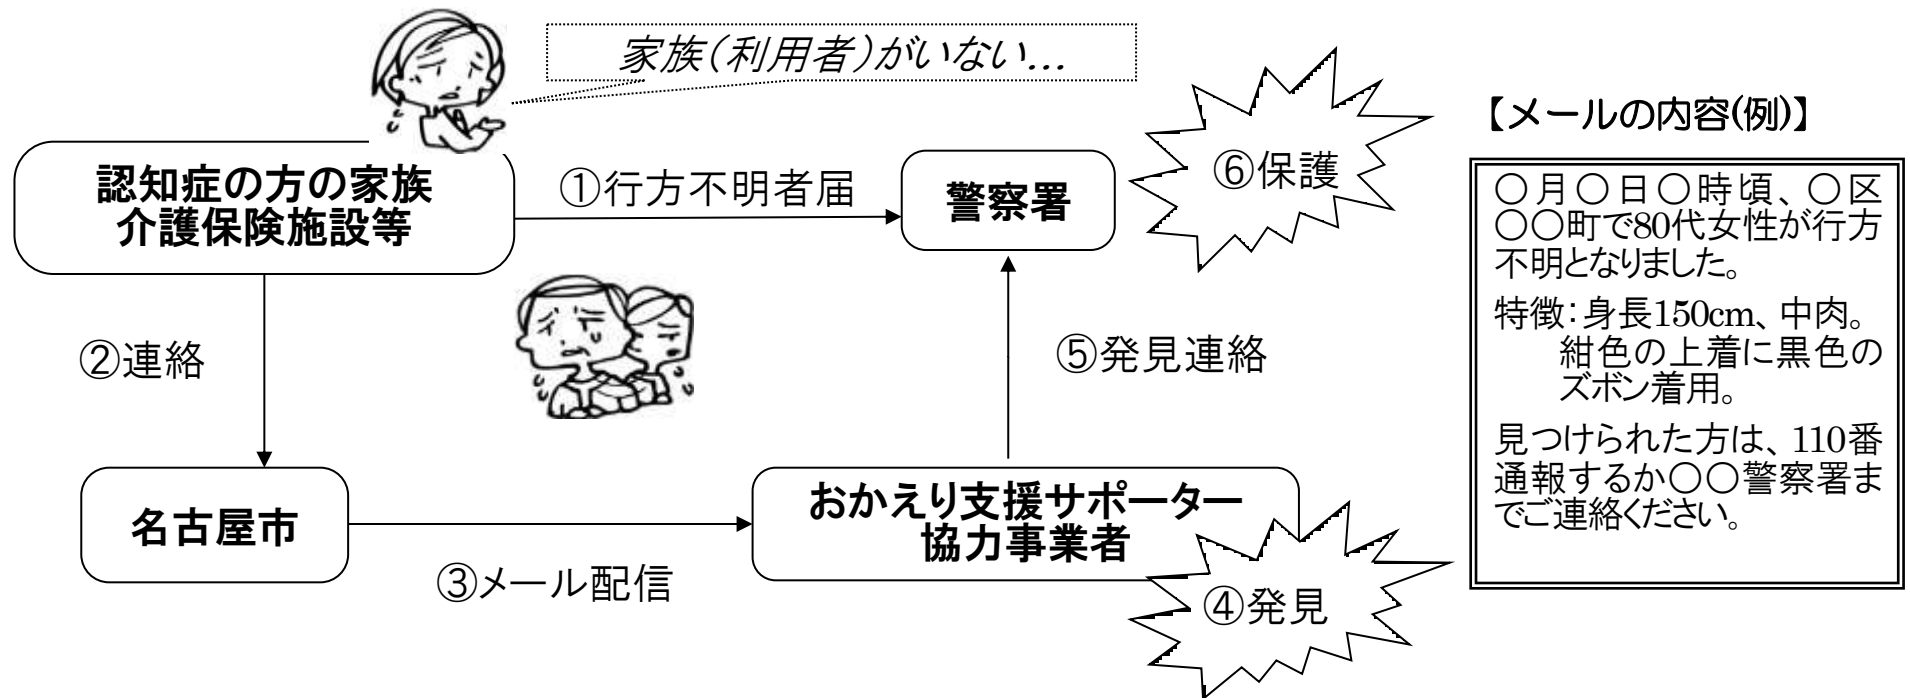 家族(利用者)がいない…
認知症の方の家族
介護保険施設等
①行方不明者届
警察署
⑥保護
②連絡
⑤発見連絡
名古屋市
③メール配信
おかえり支援サポーター
協力事業者
④発見
【メールの内容(例)】
○月○日○時頃、○区
○○町で80代女性が行方
不明となりました。
特徴:身長150cm、中肉。
紺色の上着に黒色の
ズボン着用。
見つけられた方は、110番
通報するか○○警察署ま
でご連絡ください。